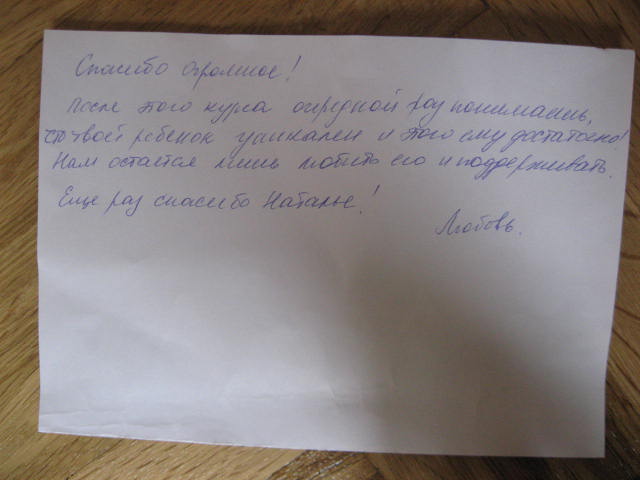 Спасибо огромное!
После этого курса очередной раз понимаешь,
что твой ребенок уникален и этого ему достаточно!
Нам остается лишь любить его и поддерживать.
Еще раз спасибо Наталье!
Любовь.